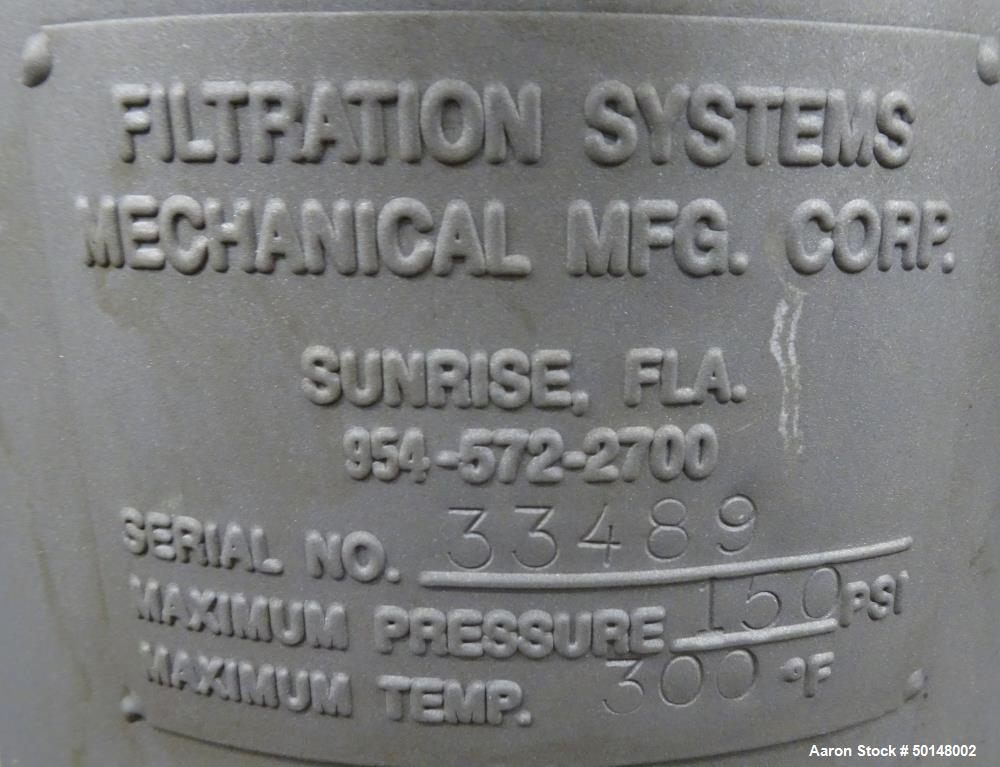 FILTRATION SYSTEMS
MECHANICAL MFG. CORP.
SUNRISE, FLA.
954-572-2700
SERIAL NO. 33489
MAXIMUM PRESSURE 150 PSI
MAXIMUM TEMP. 300 °F
Aaron Stock # 50148002